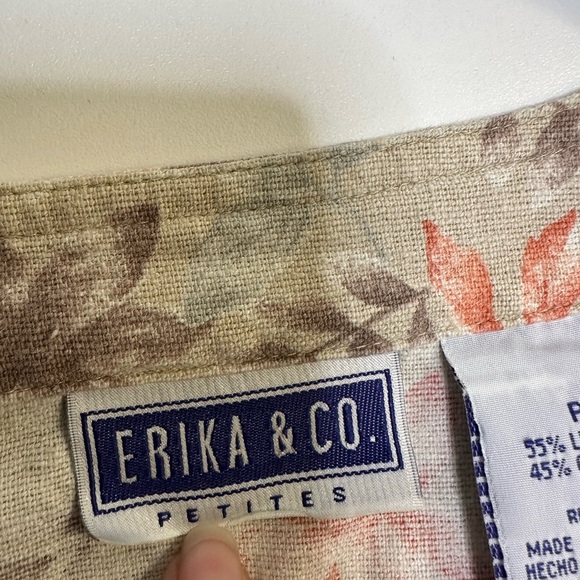 ERIKA & CO.
PETITES
P
55% L
45%
R
MADE
HECHO